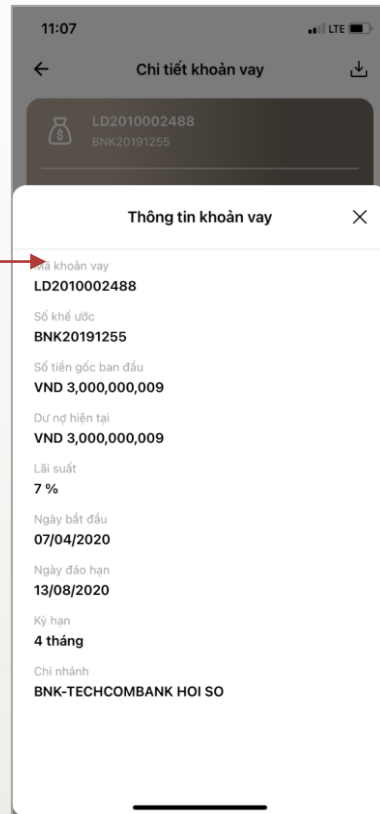 11:07
LTE
Chi tiết khoản vay
LD2010002488
BNK20191255
Thông tin khoản vay
Mã khoản vay
LD2010002488
Số khế ước
BNK20191255
Số tiền gốc ban đầu
VND 3,000,000,009
Dư nợ hiện tại
VND 3,000,000,009
Lãi suất
7 %
Ngày bắt đầu
07/04/2020
Ngày đáo hạn
13/08/2020
Kỳ hạn
4 tháng
Chi nhánh
BNK-TECHCOMBANK HOI SO